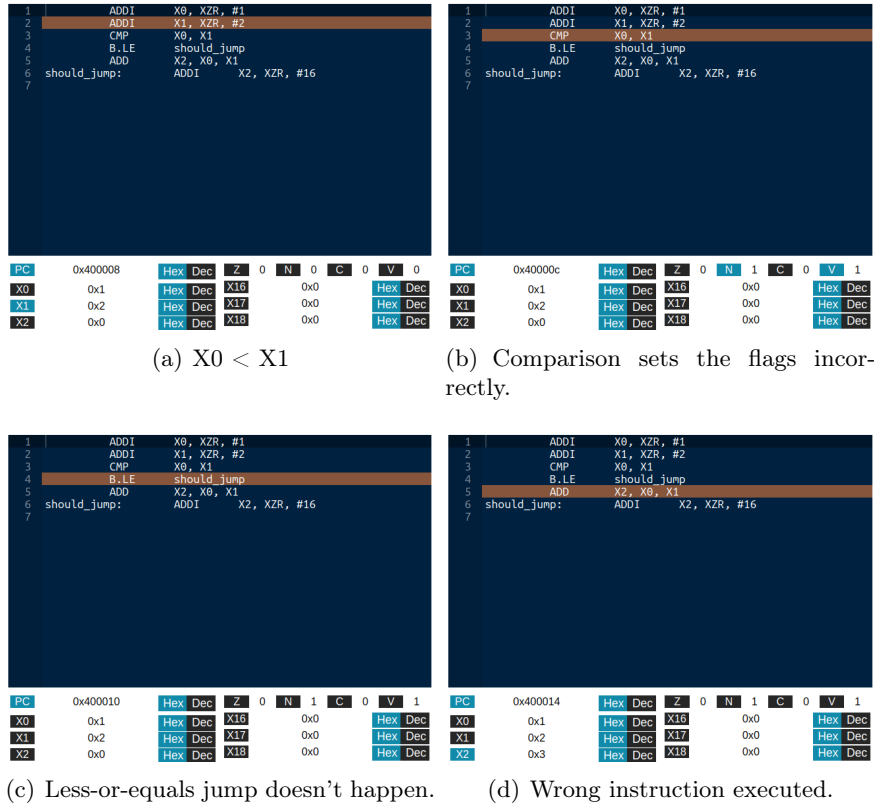 1 ADDI X0, XZR, #1
2 ADDI X1, XZR, #2
3 CMP X0, X1
4 B.LE should_jump
5 ADD X2, X0, X1
6 should_jump: ADDI X2, XZR, #16
7
PC 0x400008 Hex Dec Z 0 N 0 C 0 V 0
X0 0x1 Hex Dec X16 0x0 Hex Dec
X1 0x2 Hex Dec X17 0x0 Hex Dec
X2 0x0 Hex Dec X18 0x0 Hex Dec
(a) X0 < X1
1 ADDI X0, XZR, #1
2 ADDI X1, XZR, #2
3 CMP X0, X1
4 B.LE should_jump
5 ADD X2, X0, X1
6 should_jump: ADDI X2, XZR, #16
7
PC 0x40000c Hex Dec Z 0 N 1 C 0 V 1
X0 0x1 Hex Dec X16 0x0 Hex Dec
X1 0x2 Hex Dec X17 0x0 Hex Dec
X2 0x0 Hex Dec X18 0x0 Hex Dec
(b) Comparison sets the flags incor-
rectly.
1 ADDI X0, XZR, #1
2 ADDI X1, XZR, #2
3 CMP X0, X1
4 B.LE should_jump
5 ADD X2, X0, X1
6 should_jump: ADDI X2, XZR, #16
7
PC 0x400010 Hex Dec Z 0 N 1 C 0 V 1
X0 0x1 Hex Dec X16 0x0 Hex Dec
X1 0x2 Hex Dec X17 0x0 Hex Dec
X2 0x0 Hex Dec X18 0x0 Hex Dec
(c) Less-or-equals jump doesn't happen.
1 ADDI X0, XZR, #1
2 ADDI X1, XZR, #2
3 CMP X0, X1
4 B.LE should_jump
5 ADD X2, X0, X1
6 should_jump: ADDI X2, XZR, #16
7
PC 0x400014 Hex Dec Z 0 N 1 C 0 V 1
X0 0x1 Hex Dec X16 0x0 Hex Dec
X1 0x2 Hex Dec X17 0x0 Hex Dec
X2 0x3 Hex Dec X18 0x0 Hex Dec
(d) Wrong instruction executed.